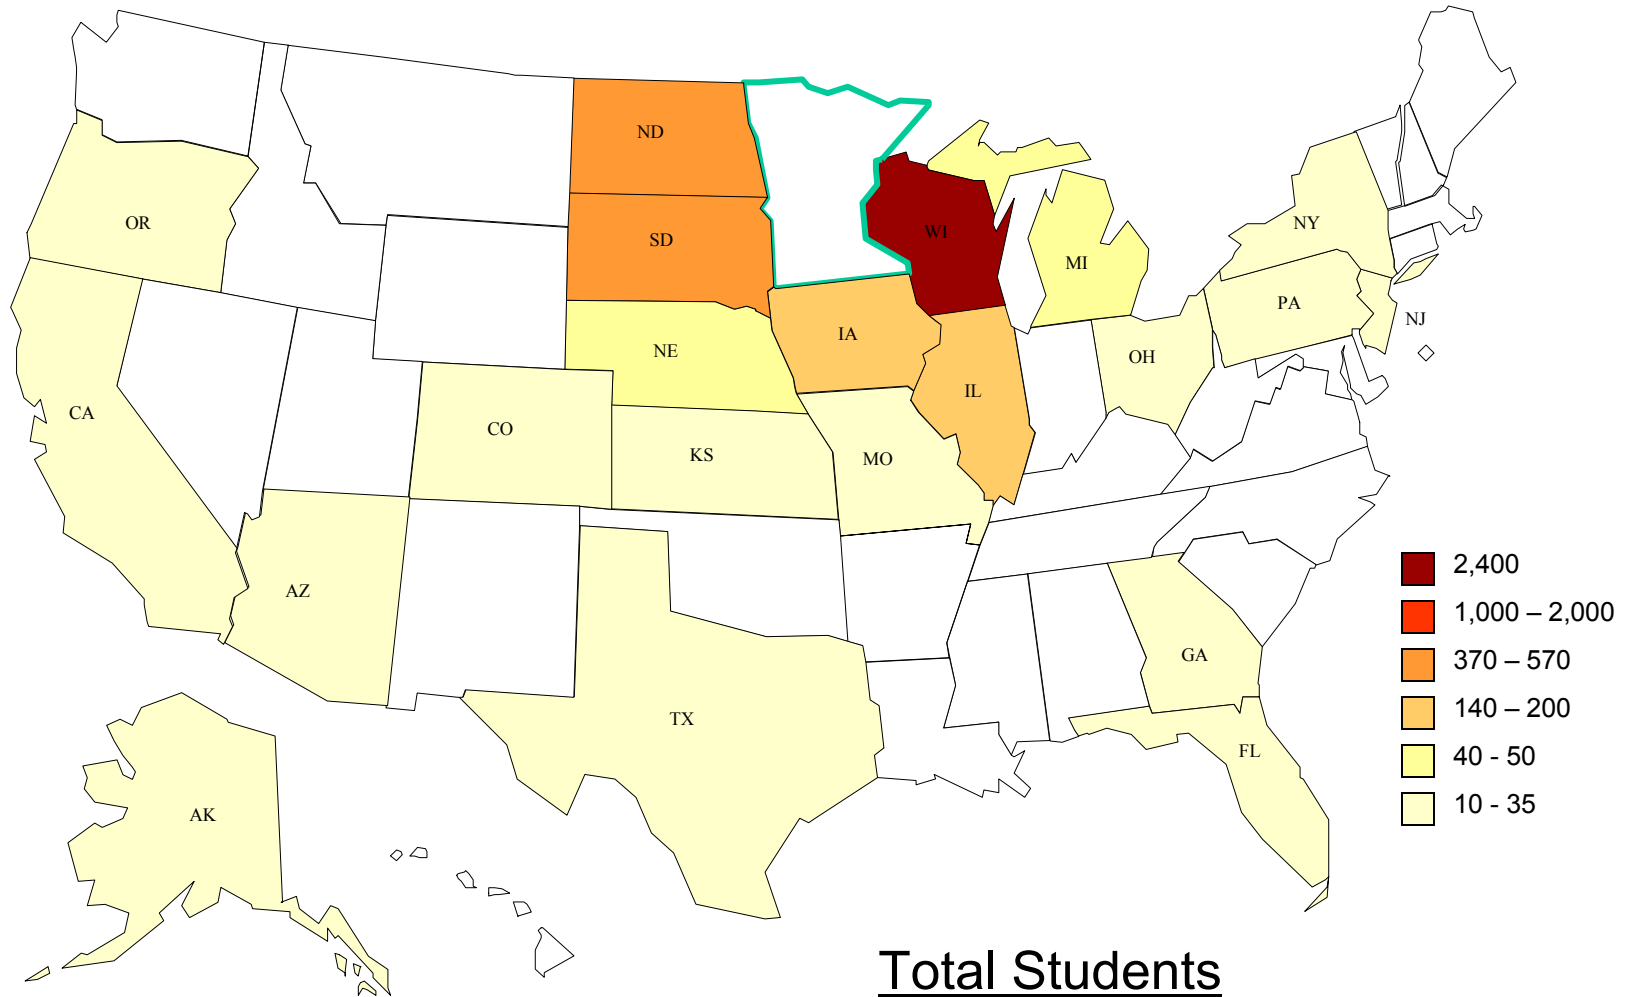 ND
OR
SD
WI
NY
MI
PA
NJ
IA
NE
OH
IL
CA
CO
KS
MO
AZ
GA
TX
FL
AK
2,400
1,000 – 2,000
370 – 570
140 – 200
40 - 50
10 - 35
Total Students